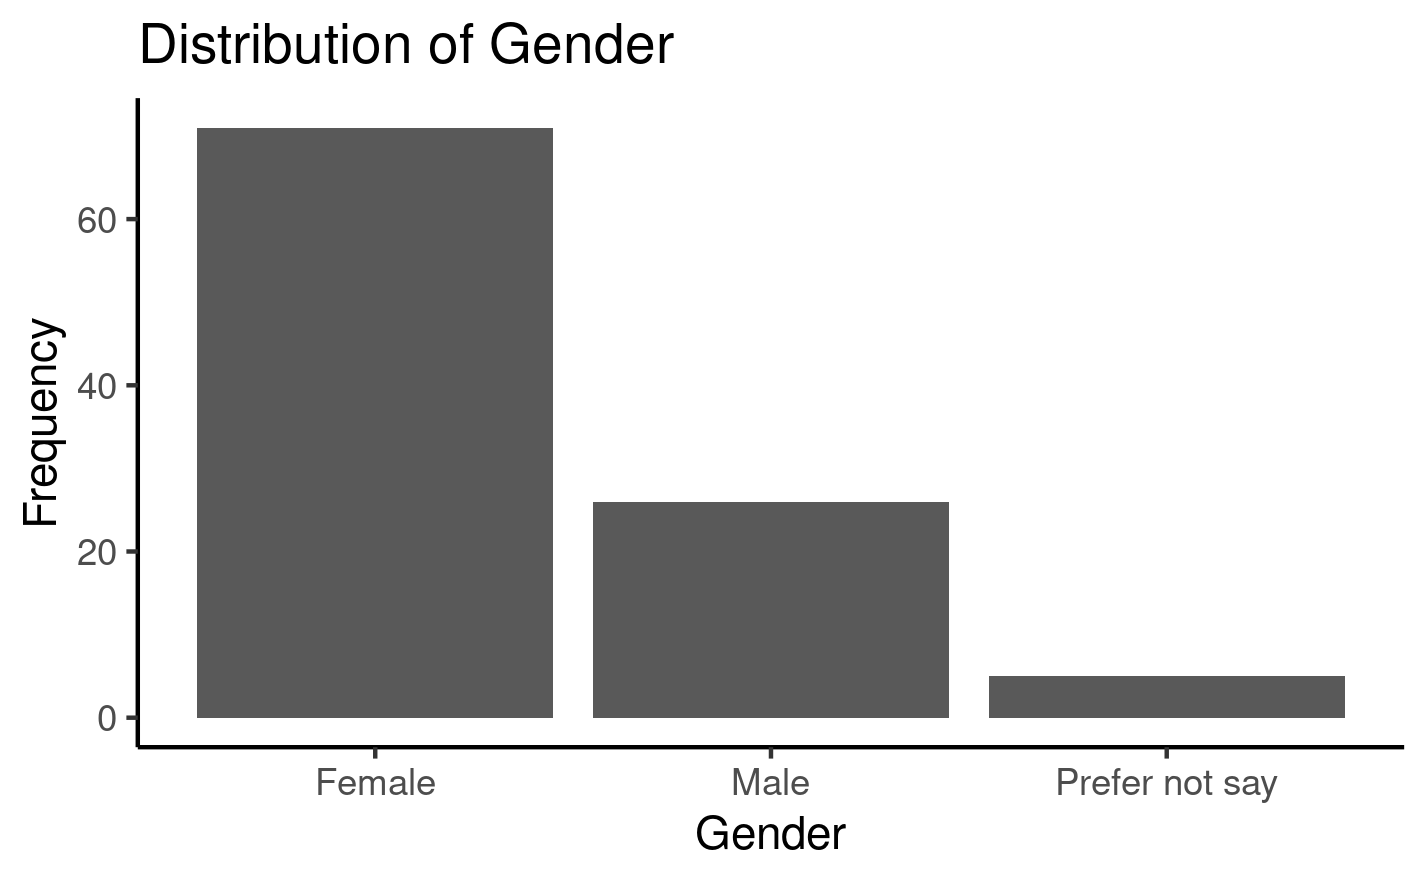 Distribution of Gender
Frequency
60
40
20
0
Female
Male
Prefer not say
Gender